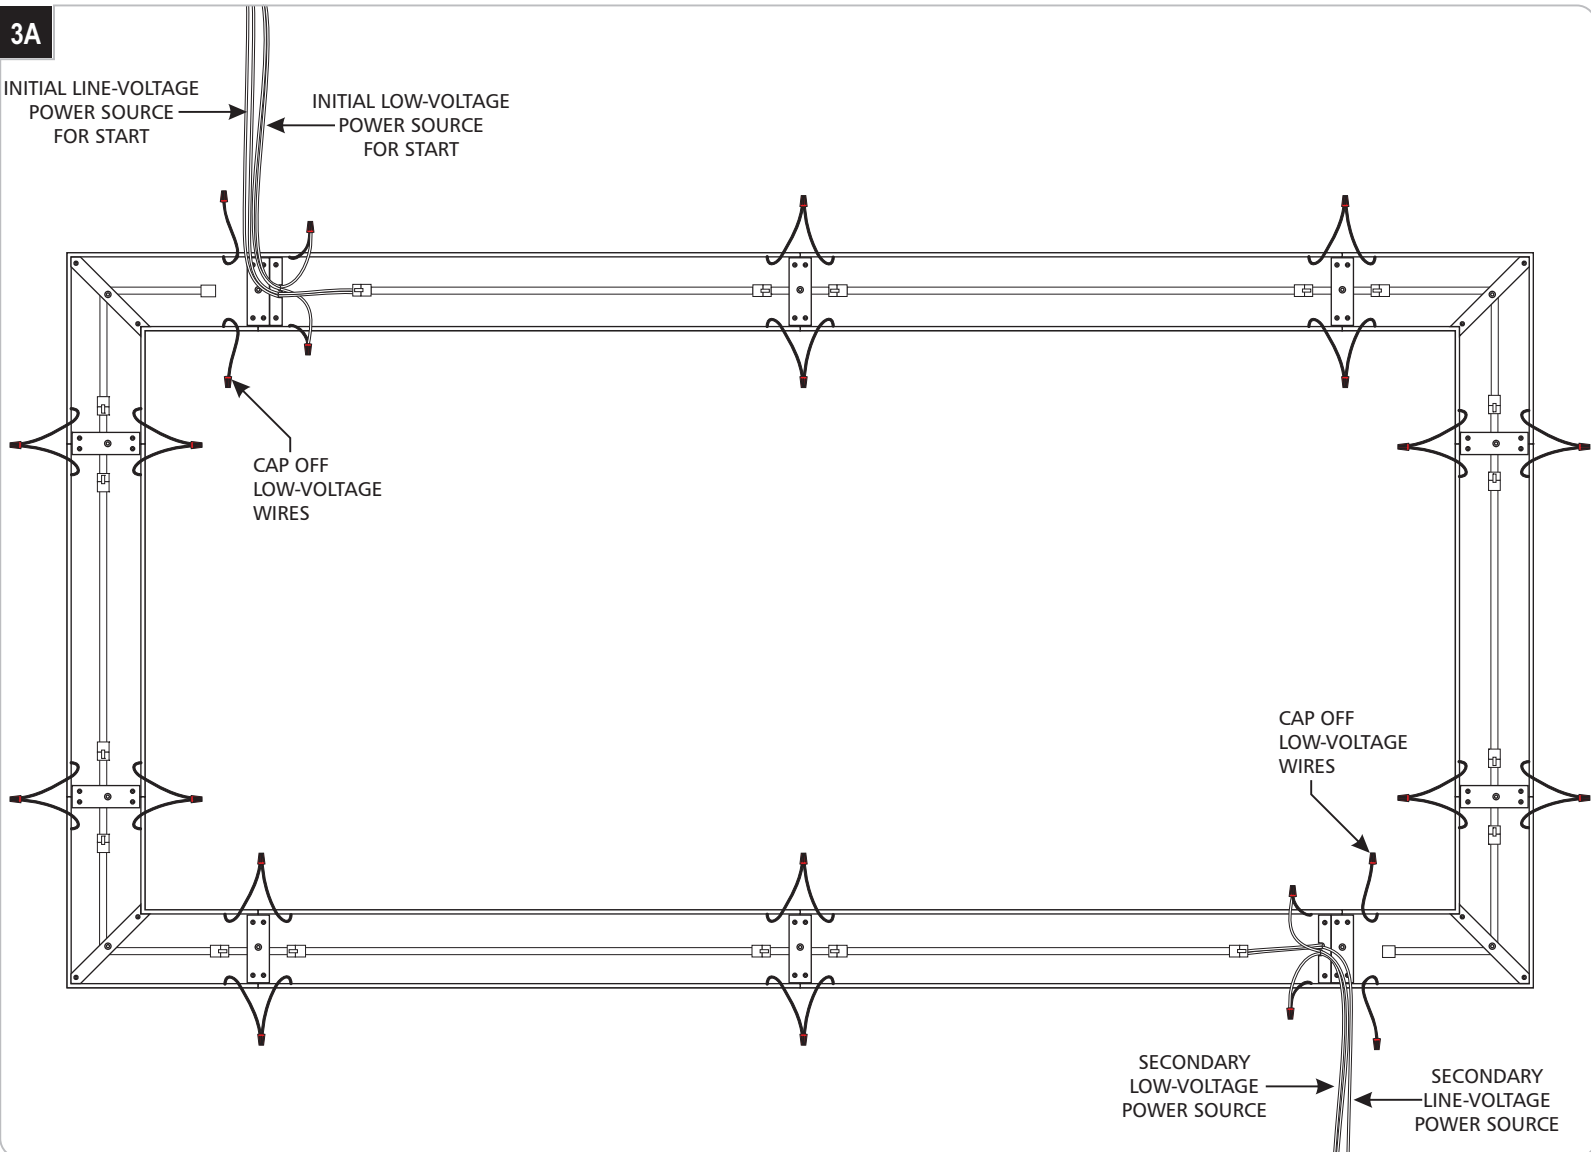 3A
INITIAL LINE-VOLTAGE
POWER SOURCE
FOR START
INITIAL LOW-VOLTAGE
POWER SOURCE
FOR START
CAP OFF
LOW-VOLTAGE
WIRES
CAP OFF
LOW-VOLTAGE
WIRES
SECONDARY
LOW-VOLTAGE
POWER SOURCE
SECONDARY
LINE-VOLTAGE
POWER SOURCE